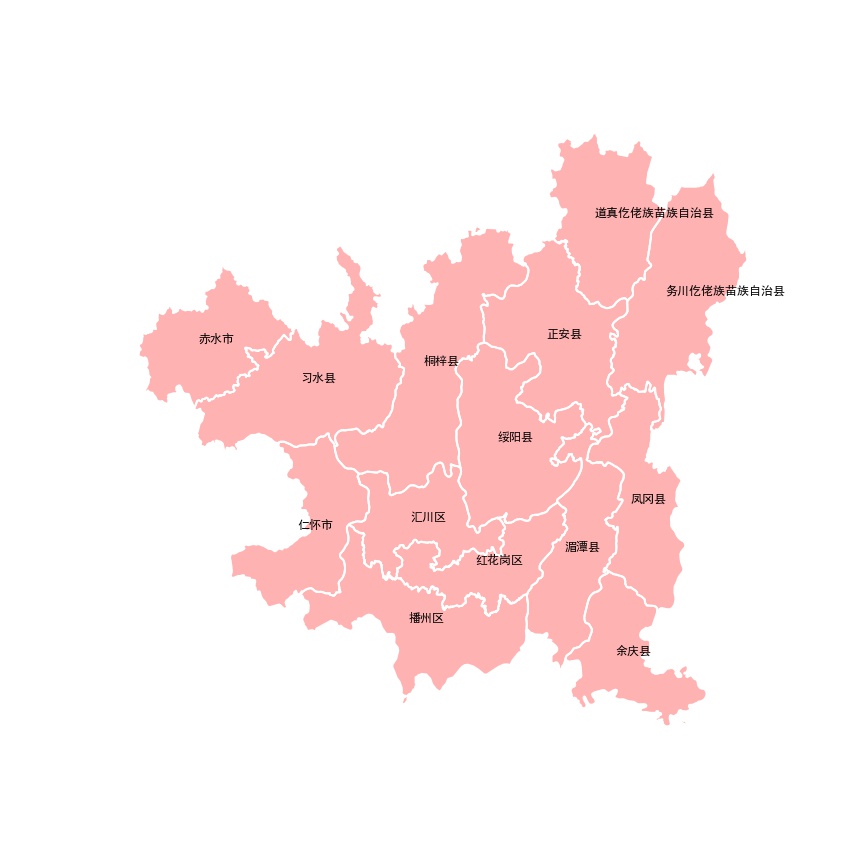 道真仡佬族苗族自治县
务川仡佬族苗族自治县
正安县
赤水市
桐梓县
习水县
绥阳县
凤冈县
汇川区
仁怀市
湄潭县
红花岗区
播州区
余庆县